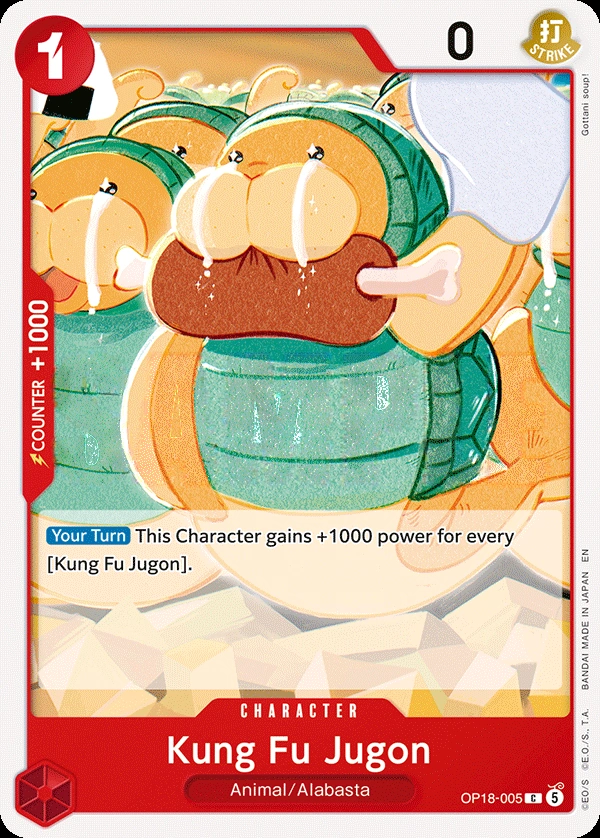 1
0
打
STRIKE
Gottani soup!
COUNTER +1000
Your Turn This Character gains +1000 power for every
[Kung Fu Jugon].
BANDAI MADE IN JAPAN EN
©E.O./S., T.A.
©EO/S
CHARACTER
Kung Fu Jugon
Animal/Alabasta
OP18-005 C 5